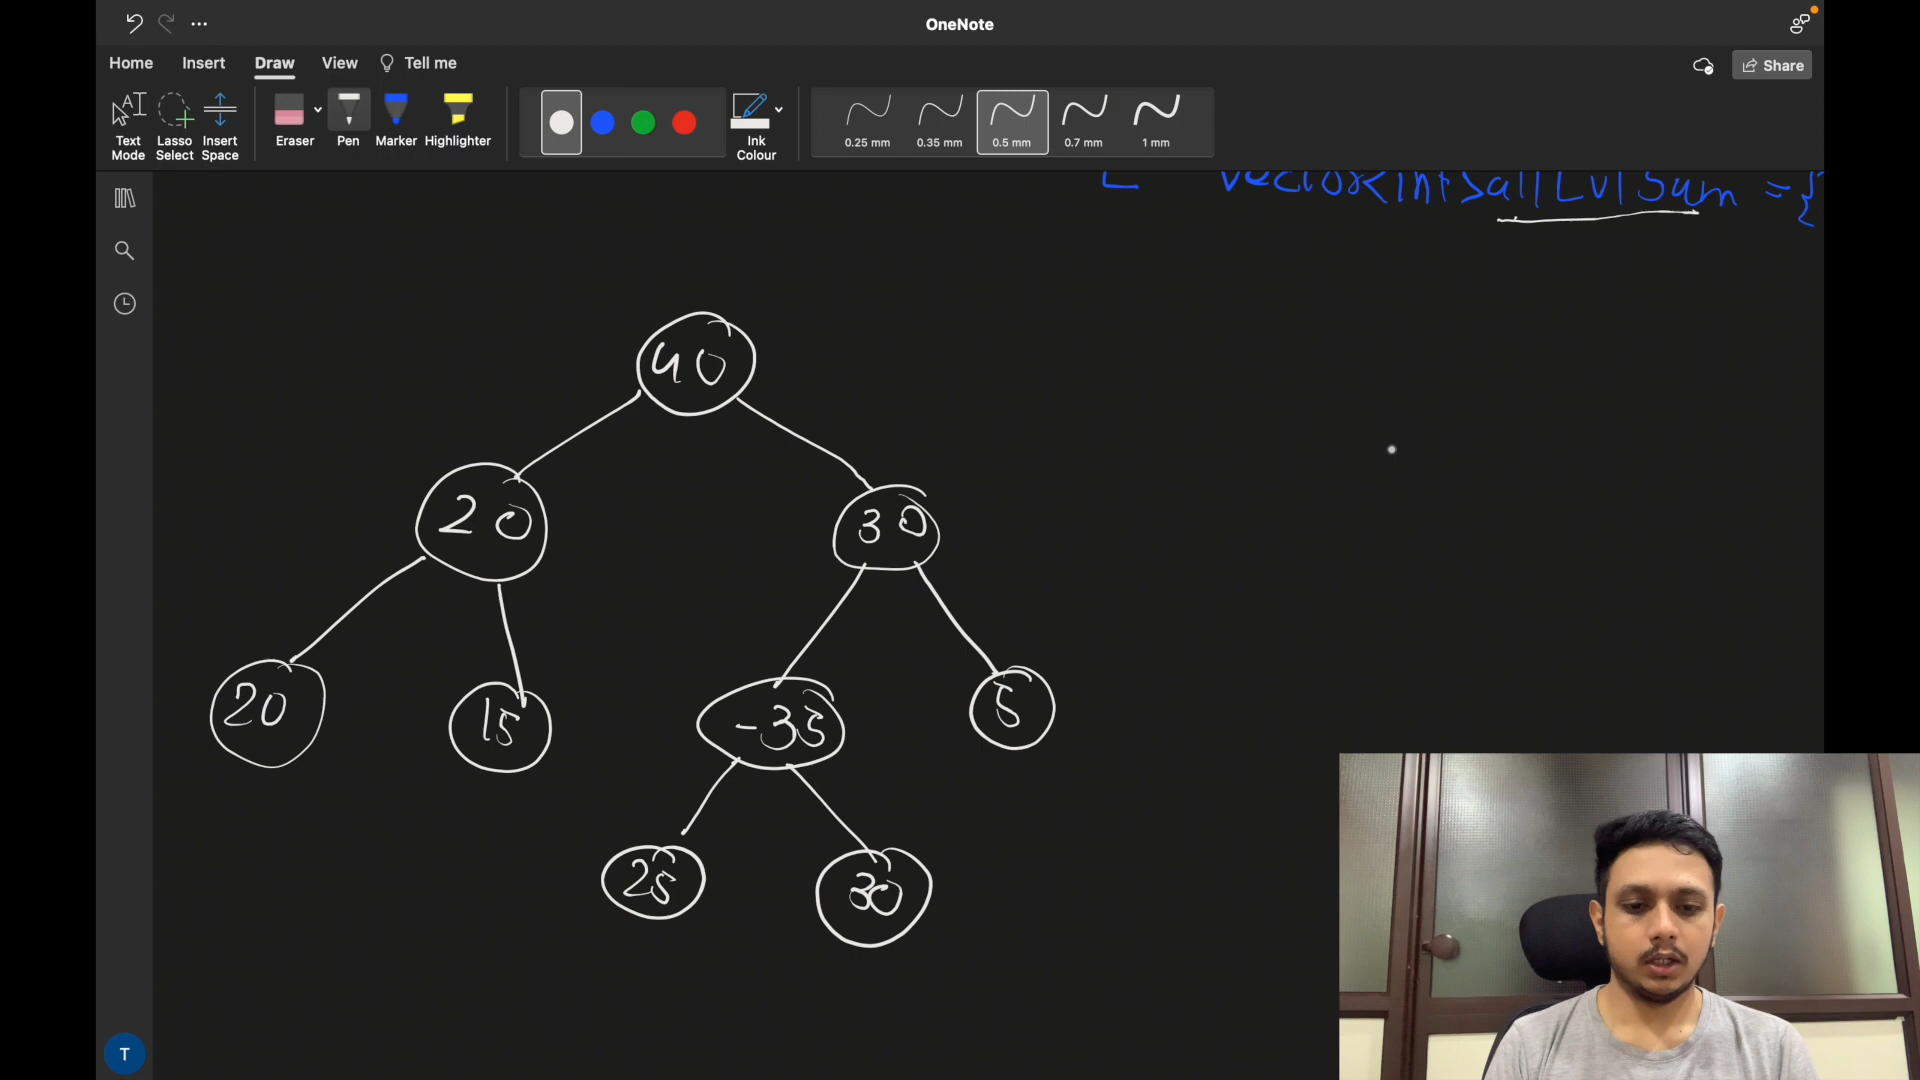 OneNote
Home Insert Draw View Tell me
Share
Text Mode
Lasso Select
Insert Space
Eraser
Pen
Marker
Highlighter
Ink Colour
0.25 mm
0.35 mm
0.5 mm
0.7 mm
1 mm
vector<int>allLvlSum = {
40
20 30
20 15 -35 5
25 30
T